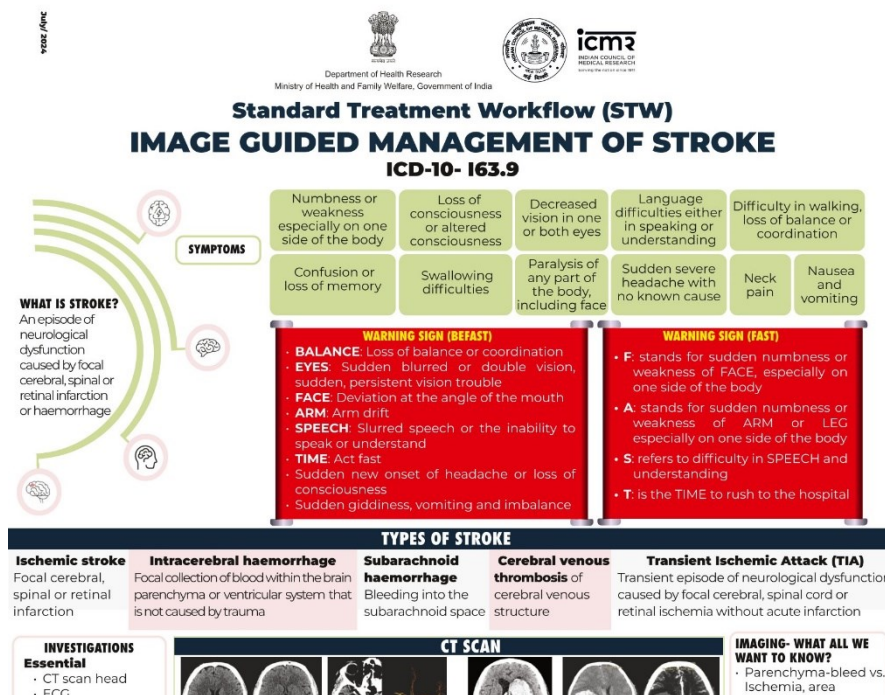 July/ 2024
Department of Health Research
Ministry of Health and Family Welfare, Government of India
icmr
INDIAN COUNCIL OF
MEDICAL RESEARCH
Standard Treatment Workflow (STW)
IMAGE GUIDED MANAGEMENT OF STROKE
ICD-10- I63.9
SYMPTOMS
Numbness or
weakness
especially on one
side of the body
Loss of
consciousness
or altered
consciousness
Decreased
vision in one
or both eyes
Language
difficulties either
in speaking or
understanding
Difficulty in walking,
loss of balance or
coordination
Confusion or
loss of memory
Swallowing
difficulties
Paralysis of
any part of
the body,
including face
Sudden severe
headache with
no known cause
Neck
pain
Nausea
and
vomiting
WHAT IS STROKE?
An episode of
neurological
dysfunction
caused by focal
cerebral, spinal or
retinal infarction
or haemorrhage
WARNING SIGN (BEFAST)
• BALANCE: Loss of balance or coordination
• EYES: Sudden blurred or double vision,
sudden, persistent vision trouble
• FACE: Deviation at the angle of the mouth
• ARM: Arm drift
• SPEECH: Slurred speech or the inability to
speak or understand
• TIME: Act fast
• Sudden new onset of headache or loss of
consciousness
• Sudden giddiness, vomiting and imbalance
WARNING SIGN (FAST)
• F: stands for sudden numbness or
weakness of FACE, especially on
one side of the body
• A: stands for sudden numbness or
weakness of ARM or LEG
especially on one side of the body
• S: refers to difficulty in SPEECH and
understanding
• T: is the TIME to rush to the hospital
TYPES OF STROKE
Ischemic stroke
Focal cerebral,
spinal or retinal
infarction
Intracerebral haemorrhage
Focal collection of blood within the brain
parenchyma or ventricular system that
is not caused by trauma
Subarachnoid
haemorrhage
Bleeding into the
subarachnoid space
Cerebral venous
thrombosis of
cerebral venous
structure
Transient Ischemic Attack (TIA)
Transient episode of neurological dysfunction
caused by focal cerebral, spinal cord or
retinal ischemia without acute infarction
INVESTIGATIONS
Essential
• CT scan head
• ECG
CT SCAN
IMAGING- WHAT ALL WE
WANT TO KNOW?
• Parenchyma-bleed vs.
Ischemia, area